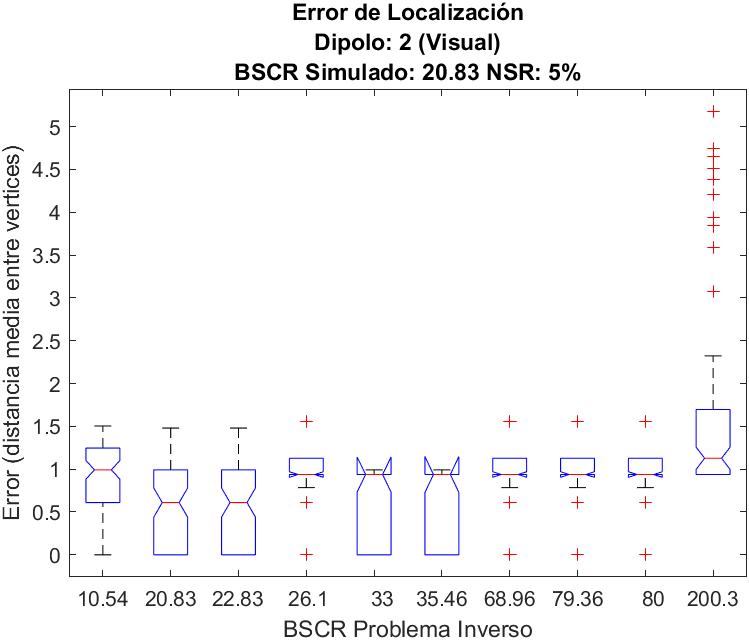 Error de Localización
Dipolo: 2 (Visual)
BSCR Simulado: 20.83 NSR: 5%
Error (distancia media entre vertices)
5
4.5
4
3.5
3
2.5
2
1.5
1
0.5
0
10.54 20.83 22.83 26.1 33 35.46 68.96 79.36 80 200.3
BSCR Problema Inverso